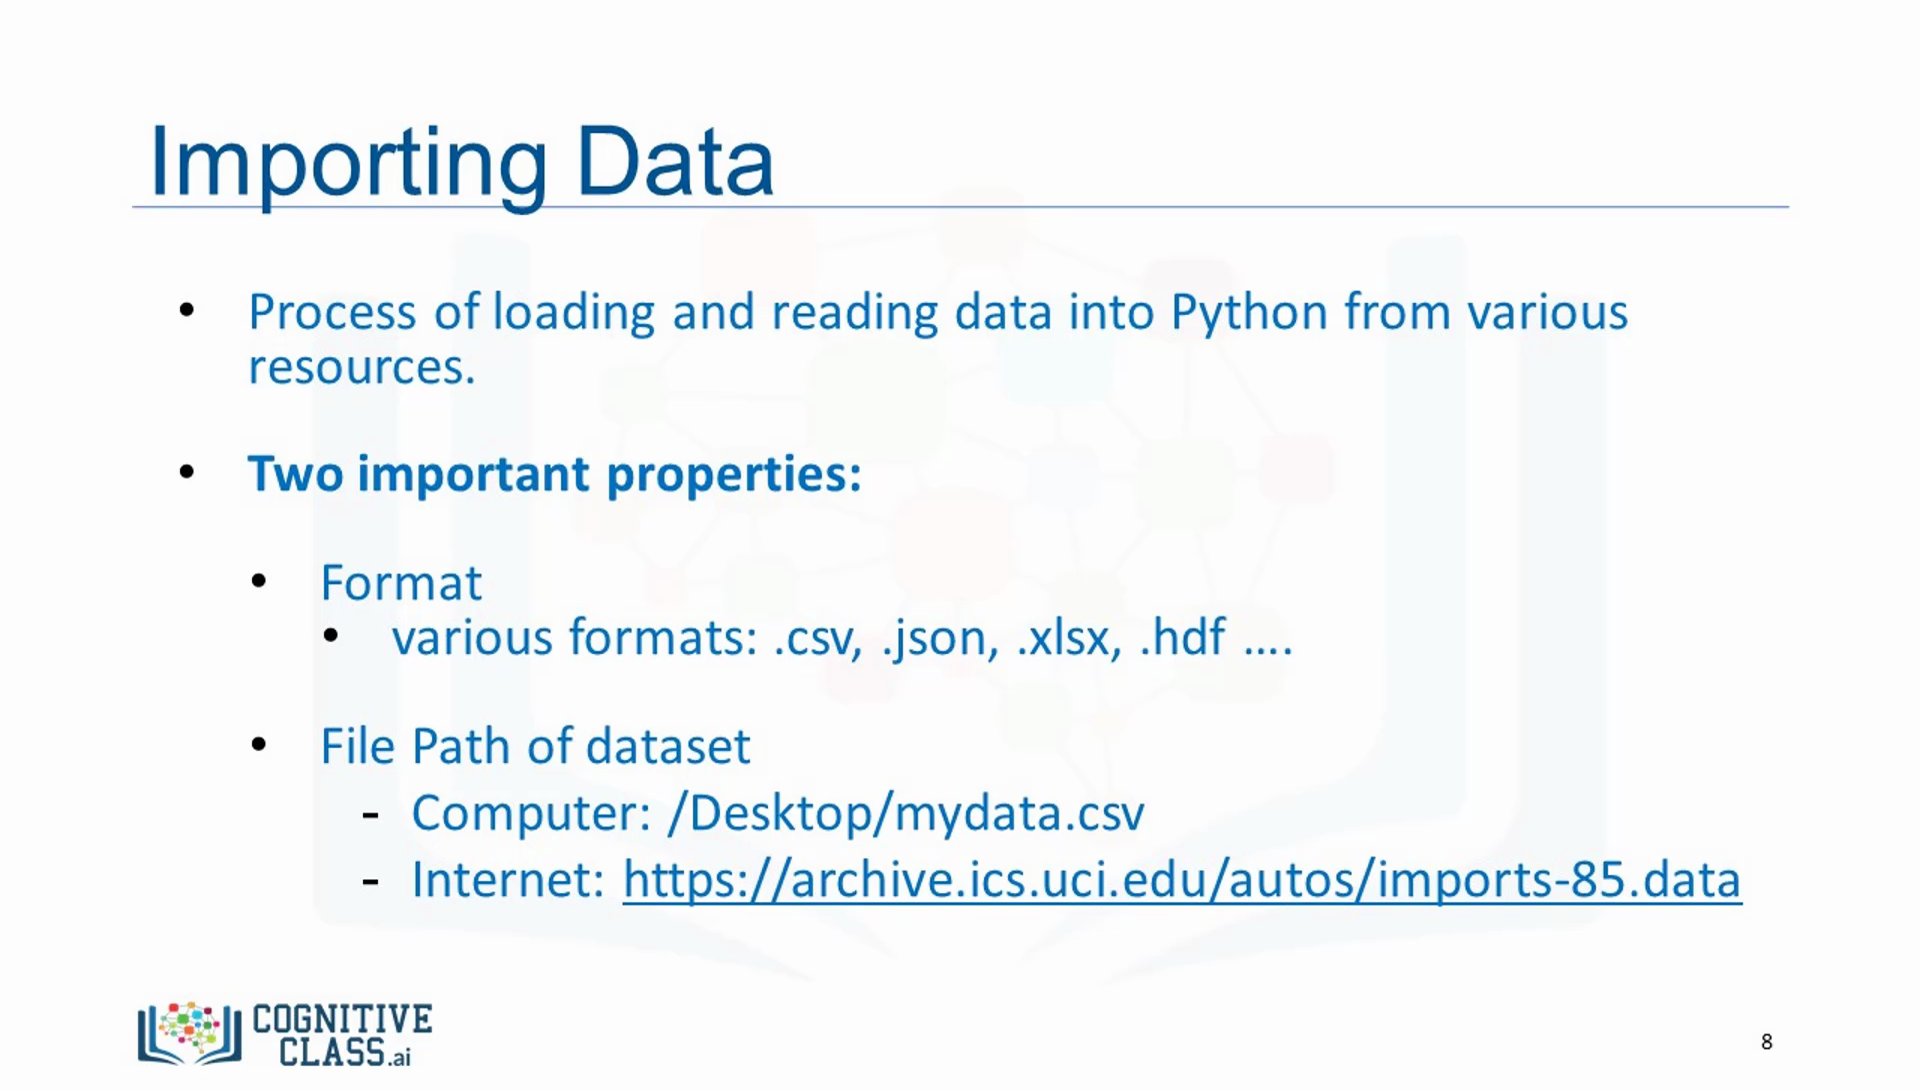 Importing Data
• Process of loading and reading data into Python from various
resources.
• Two important properties:
• Format
• various formats: .csv, .json, .xlsx, .hdf ....
• File Path of dataset
- Computer: /Desktop/mydata.csv
- Internet: https://archive.ics.uci.edu/autos/imports-85.data
COGNITIVE
CLASS.ai
8